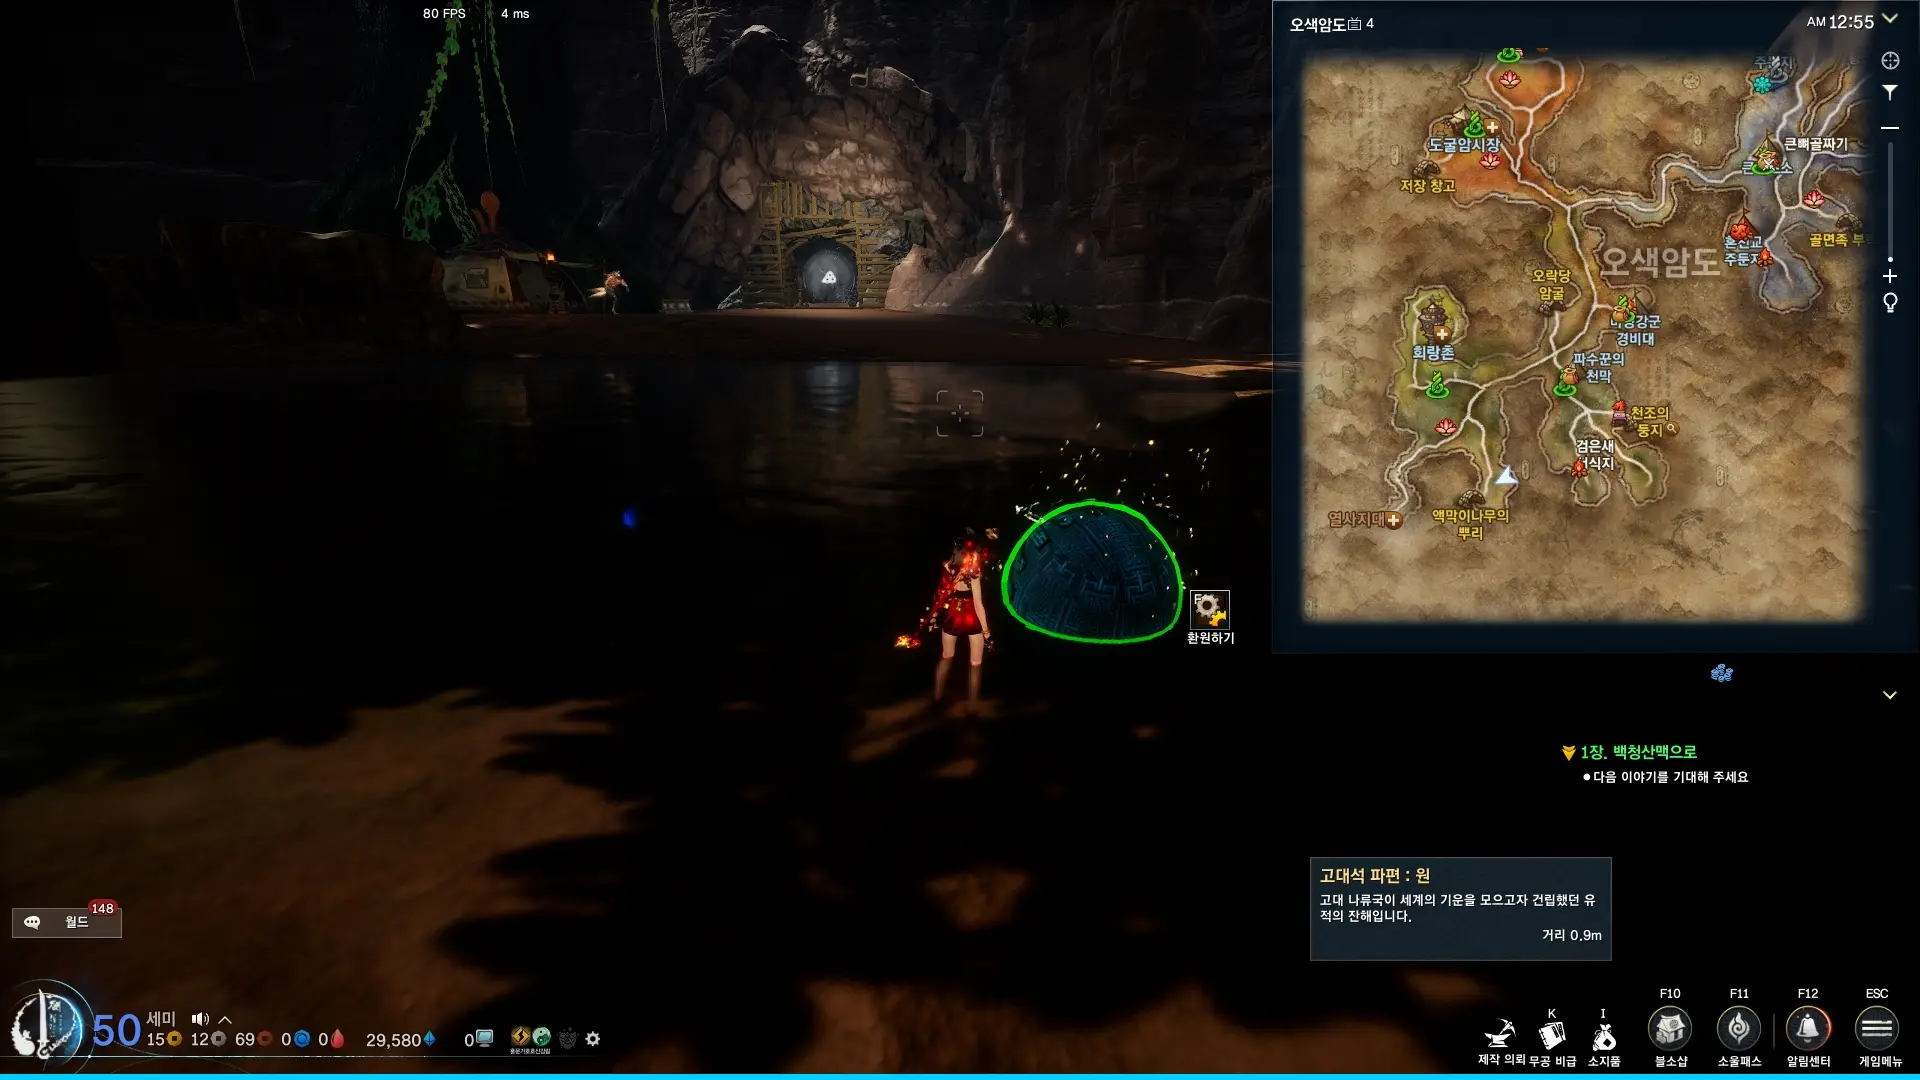 80 FPS 4 ms
오색암도 4
AM 12:55
도굴암시장
저장 창고
큰뼈골짜기
골면족 부
주둔지
오색암도
오락당
암굴
경비대
회랑촌
파수꾼의
천막
천조의
둥지
검은새
열사지대
액막이나무의
뿌리
환원하기
1장. 백청산맥으로
다음 이야기를 기대해 주세요
고대석 파편 : 원
고대 나류국이 세계의 기운을 모으고자 건립했던 유
적의 잔해입니다.
거리 0.9m
148
월드
50 세미
15 12 69 0 0 29,580 0
K I F10 F11 F12 ESC
제작 의뢰 무공 비급 소지품 블소샵 소울패스 알림센터 게임메뉴